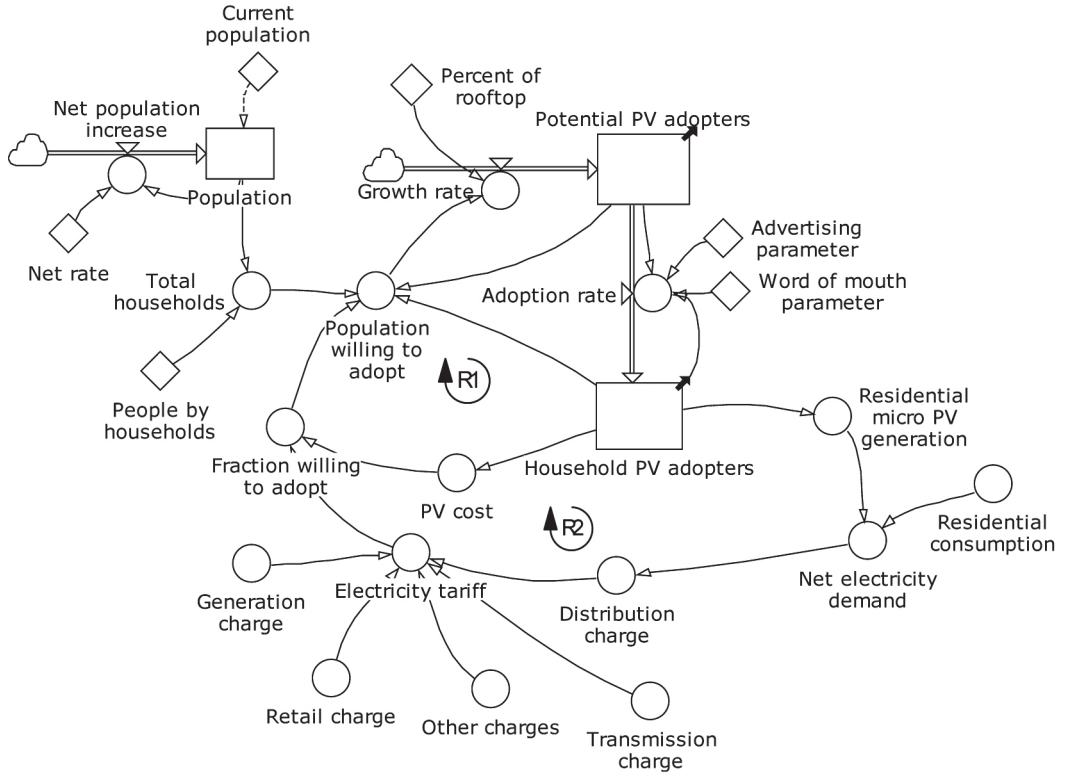 Current
population
Percent of
rooftop
Net population
increase
Potential PV adopters
Growth rate
Population
Advertising
parameter
Net rate
Total
households
Adoption rate
Word of mouth
parameter
Population
willing to
adopt
R1
People by
households
Residential
micro PV
generation
Fraction willing
to adopt
Household PV adopters
PV cost
R2
Residential
consumption
Net electricity
demand
Electricity tariff
Generation
charge
Distribution
charge
Retail charge
Other charges
Transmission
charge